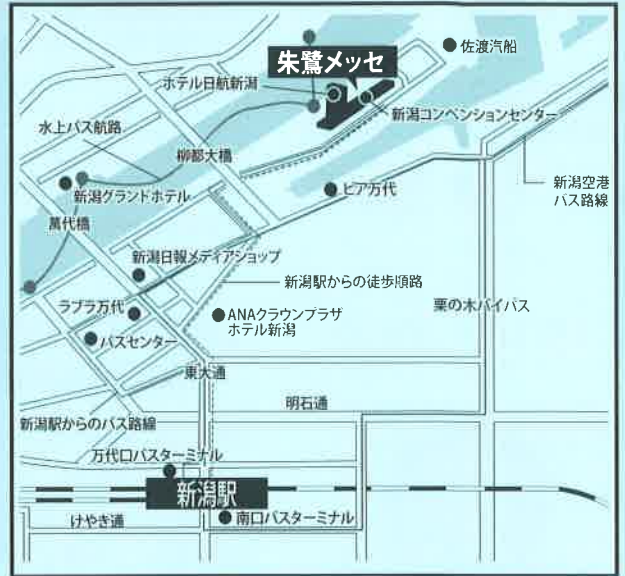 佐渡汽船
朱鷺メッセ
ホテル日航新潟
新潟コンベンションセンター
水上バス航路
柳都大橋
新潟グランドホテル
ピア万代
新潟空港
バス路線
萬代橋
新潟日報メディアショップ
新潟駅からの徒歩順路
ラブラ万代
ANAクラウンプラザ
ホテル新潟
栗の木バイパス
バスセンター
東大通
明石通
新潟駅からのバス路線
万代口バスターミナル
新潟駅
けやき通
南口バスターミナル